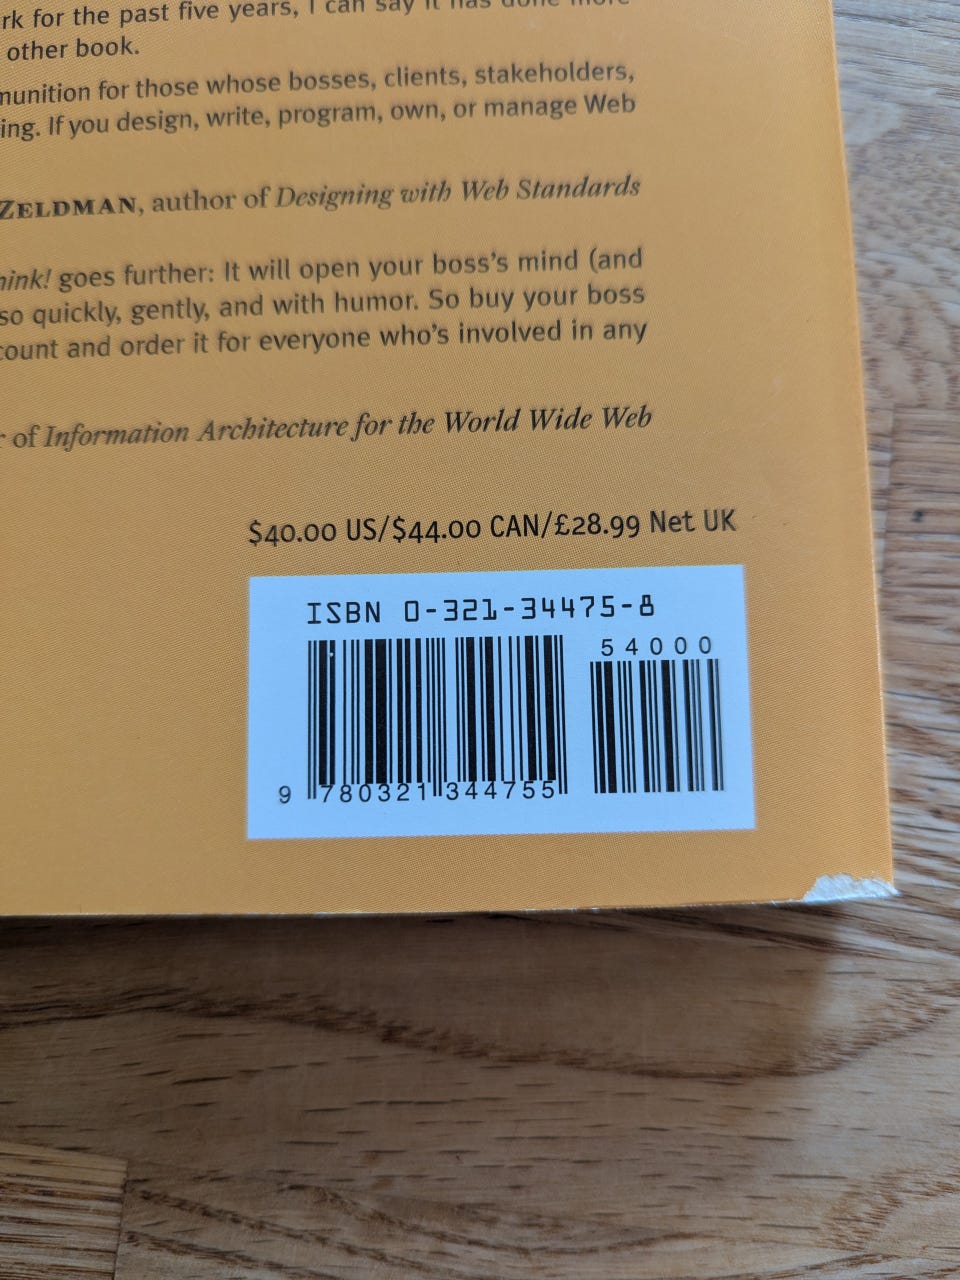 rk for the past five years, I can say it has done more
other book.
munition for those whose bosses, clients, stakeholders,
ing. If you design, write, program, own, or manage Web
ZELDMAN, author of Designing with Web Standards
hink! goes further: It will open your boss's mind (and
so quickly, gently, and with humor. So buy your boss
count and order it for everyone who's involved in any
r of Information Architecture for the World Wide Web
$40.00 US/$44.00 CAN/£28.99 Net UK
ISBN 0-321-34475-8
54000
9 780321 344755